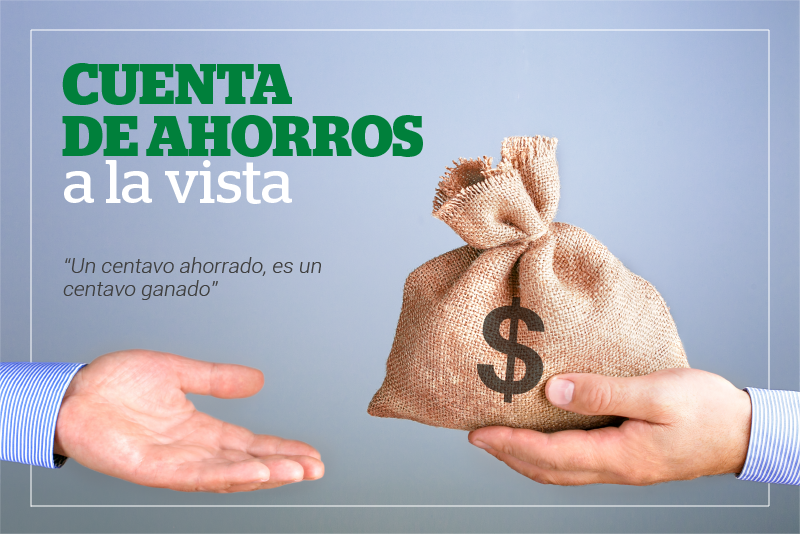 CUENTA
DE AHORROS
a la vista
“Un centavo ahorrado, es un
centavo ganado”
$